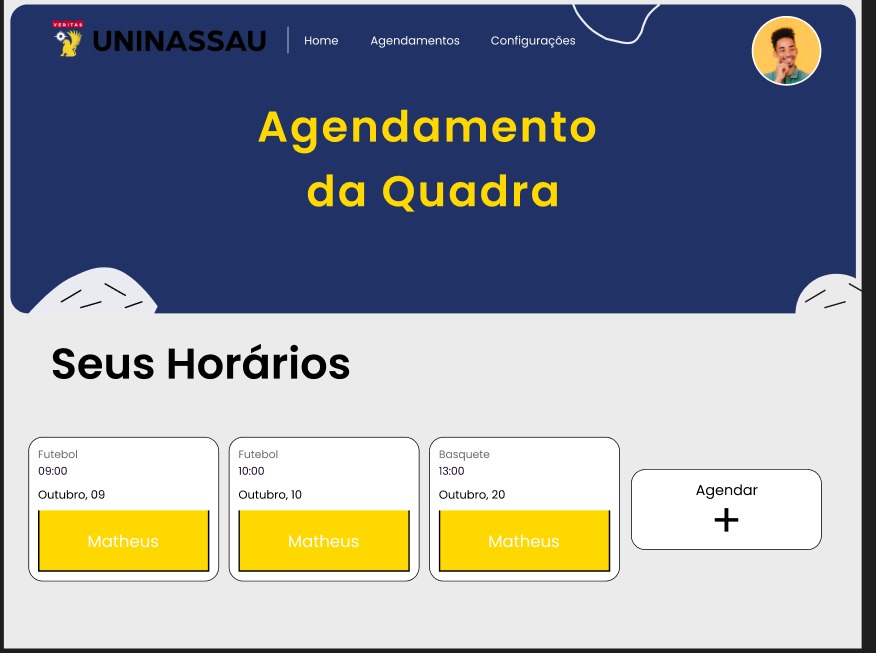 VERITAS
UNINASSAU
Home
Agendamentos
Configurações
Agendamento
da Quadra
Seus Horários
Futebol
09:00
Outubro, 09
Matheus
Futebol
10:00
Outubro, 10
Matheus
Basquete
13:00
Outubro, 20
Matheus
Agendar
+